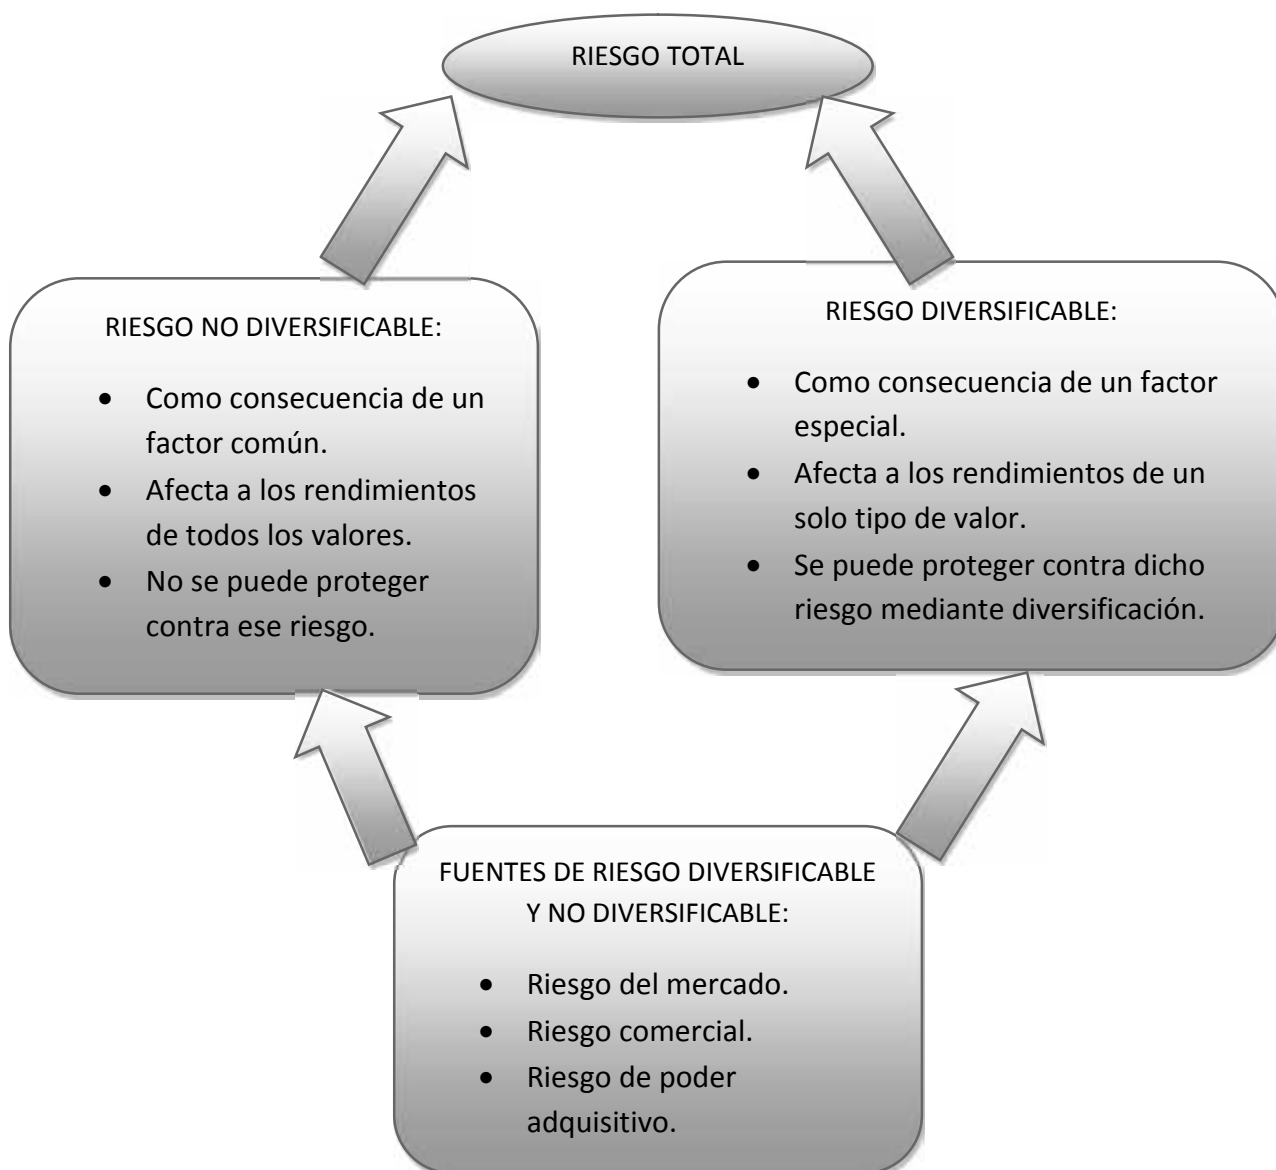 RIESGO TOTAL
RIESGO NO DIVERSIFICABLE:
• Como consecuencia de un
factor común.
• Afecta a los rendimientos
de todos los valores.
• No se puede proteger
contra ese riesgo.
RIESGO DIVERSIFICABLE:
• Como consecuencia de un factor
especial.
• Afecta a los rendimientos de un
solo tipo de valor.
• Se puede proteger contra dicho
riesgo mediante diversificación.
FUENTES DE RIESGO DIVERSIFICABLE
Y NO DIVERSIFICABLE:
• Riesgo del mercado.
• Riesgo comercial.
• Riesgo de poder
adquisitivo.